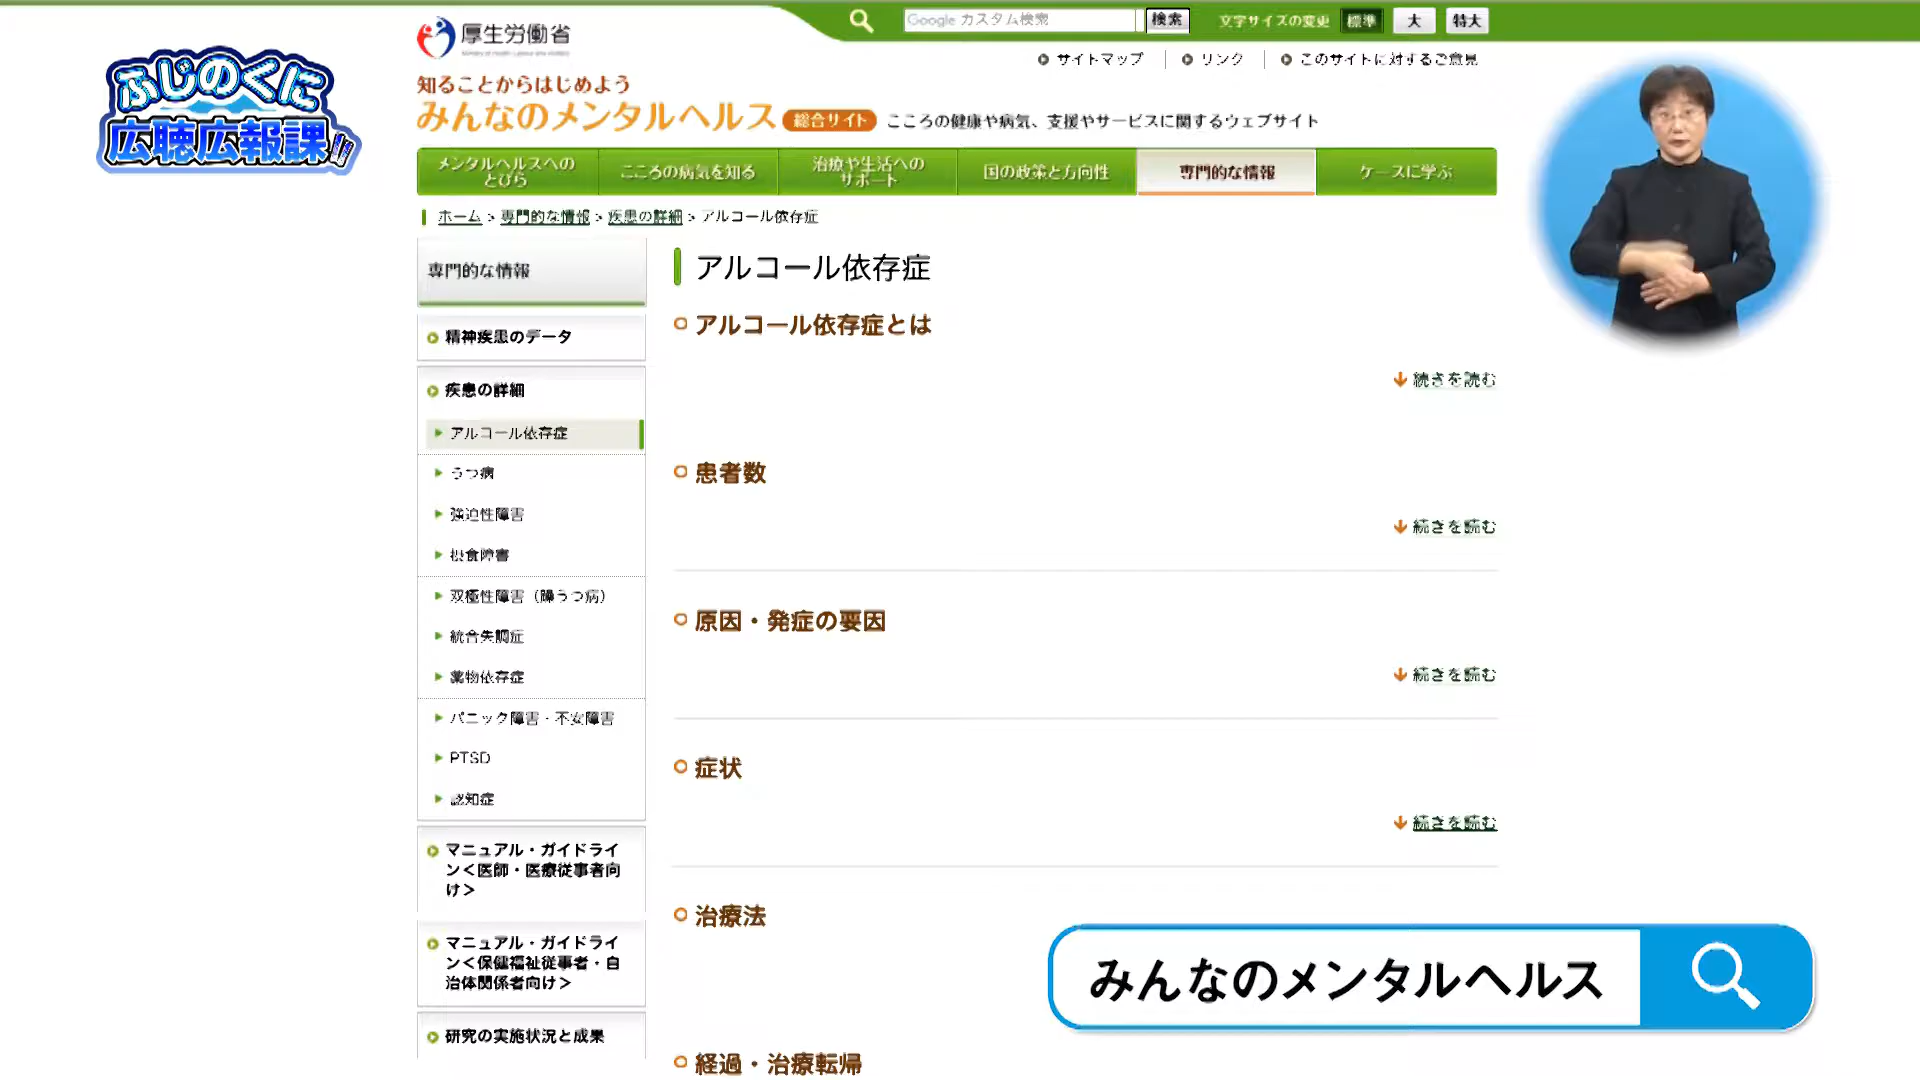 厚生労働省
Google カスタム検索
検索
文字サイズの変更
標準
大
特大
サイトマップ
リンク
このサイトに対するご意見
ふじのくに
広聴広報課!!
知ることからはじめよう
みんなのメンタルヘルス
総合サイト
こころの健康や病気、支援やサービスに関するウェブサイト
メンタルヘルスへの
とびら
こころの病気を知る
治療や生活への
サポート
国の政策と方向性
専門的な情報
ケースに学ぶ
ホーム > 専門的な情報 > 疾患の詳細 > アルコール依存症
専門的な情報
精神疾患のデータ
疾患の詳細
アルコール依存症
うつ病
強迫性障害
摂食障害
双極性障害（躁うつ病）
統合失調症
薬物依存症
パニック障害・不安障害
PTSD
認知症
マニュアル・ガイドライ
ン＜医師・医療従事者向
け＞
マニュアル・ガイドライ
ン＜保健福祉従事者・自
治体関係者向け＞
研究の実施状況と成果
アルコール依存症
アルコール依存症とは
続きを読む
患者数
続きを読む
原因・発症の要因
続きを読む
症状
続きを読む
治療法
経過・治療転帰
みんなのメンタルヘルス